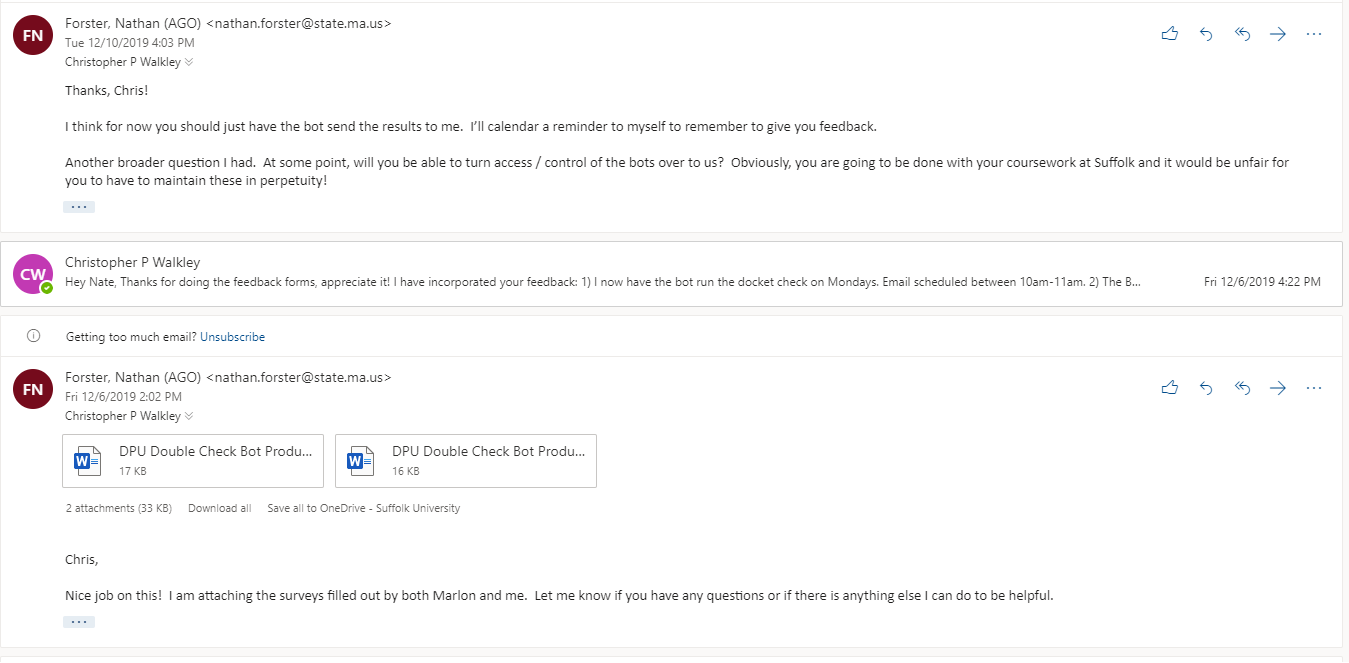 FN
Forster, Nathan (AGO) <nathan.forster@state.ma.us>
Tue 12/10/2019 4:03 PM
Christopher P Walkley
Thanks, Chris!
I think for now you should just have the bot send the results to me.  I'll calendar a reminder to myself to remember to give you feedback.
Another broader question I had.  At some point, will you be able to turn access / control of the bots over to us?  Obviously, you are going to be done with your coursework at Suffolk and it would be unfair for
you to have to maintain these in perpetuity!
...
CW
Christopher P Walkley
Hey Nate, Thanks for doing the feedback forms, appreciate it! I have incorporated your feedback: 1) I now have the bot run the docket check on Mondays. Email scheduled between 10am-11am. 2) The B...
Fri 12/6/2019 4:22 PM
Getting too much email? Unsubscribe
FN
Forster, Nathan (AGO) <nathan.forster@state.ma.us>
Fri 12/6/2019 2:02 PM
Christopher P Walkley
DPU Double Check Bot Produ...
17 KB
DPU Double Check Bot Produ...
16 KB
2 attachments (33 KB) Download all Save all to OneDrive - Suffolk University
Chris,
Nice job on this!  I am attaching the surveys filled out by both Marlon and me.  Let me know if you have any questions or if there is anything else I can do to be helpful.
...